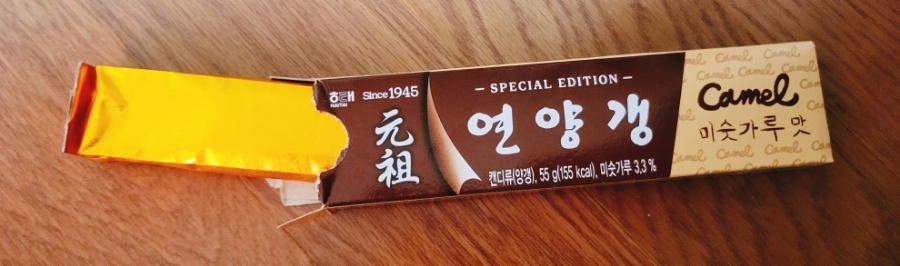 해태
HAITAI
Since 1945
元祖
SPECIAL EDITION
연양갱
캔디류(양갱), 55 g(155 kcal), 미숫가루 3.3 %
Camel
미숫가루 맛